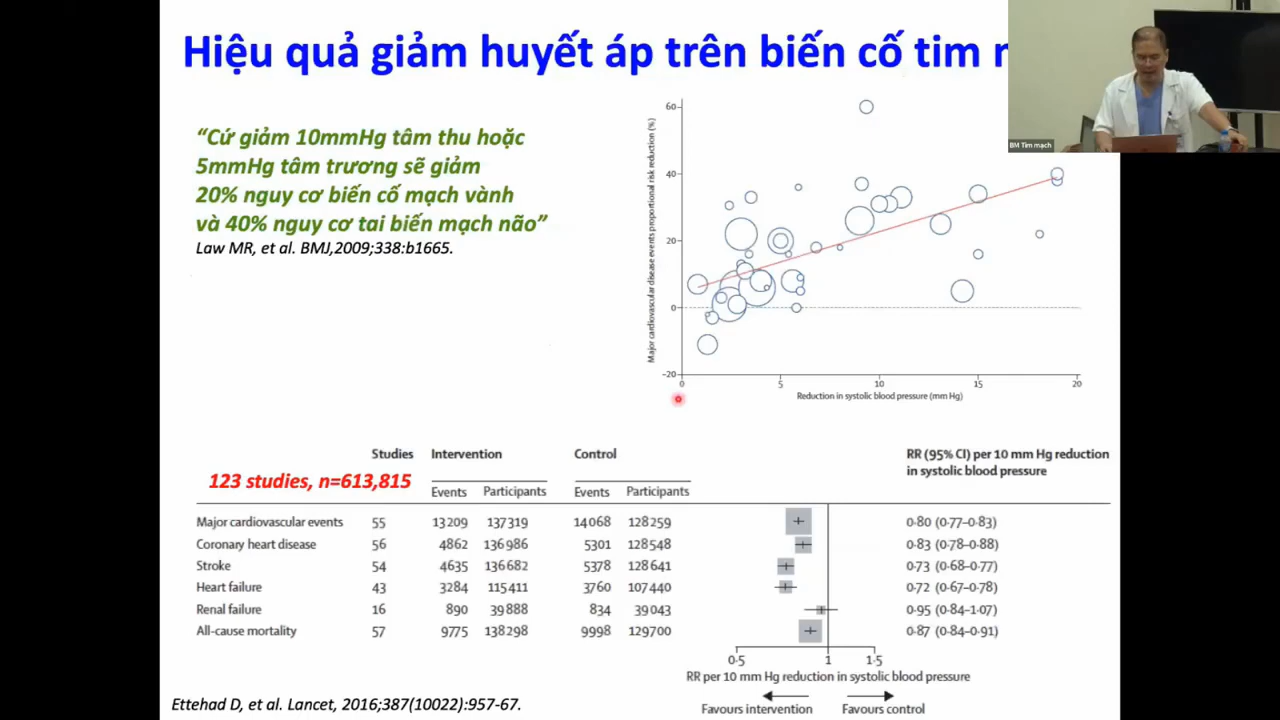 Hiệu quả giảm huyết áp trên biến cố tim
BM Tim mạch
“Cứ giảm 10mmHg tâm thu hoặc
5mmHg tâm trương sẽ giảm
20% nguy cơ biến cố mạch vành
và 40% nguy cơ tai biến mạch não”
Law MR, et al. BMJ,2009;338:b1665.
Major cardiovascular disease events proportional risk reduction (%)
60
40
20
0
−20
0 5 10 15 20
Reduction in systolic blood pressure (mm Hg)
123 studies, n=613,815
Studies Intervention Control RR (95% CI) per 10 mm Hg reduction
in systolic blood pressure
Events Participants Events Participants
Major cardiovascular events 55 13209 137319 14068 128259 0·80 (0·77–0·83)
Coronary heart disease 56 4862 136986 5301 128548 0·83 (0·78–0·88)
Stroke 54 4635 136682 5378 128641 0·73 (0·68–0·77)
Heart failure 43 3284 115411 3760 107440 0·72 (0·67–0·78)
Renal failure 16 890 39888 834 39043 0·95 (0·84–1·07)
All-cause mortality 57 9775 138298 9998 129700 0·87 (0·84–0·91)
0·5 1 1·5
RR per 10 mm Hg reduction in systolic blood pressure
Favours intervention Favours control
Ettehad D, et al. Lancet, 2016;387(10022):957-67.